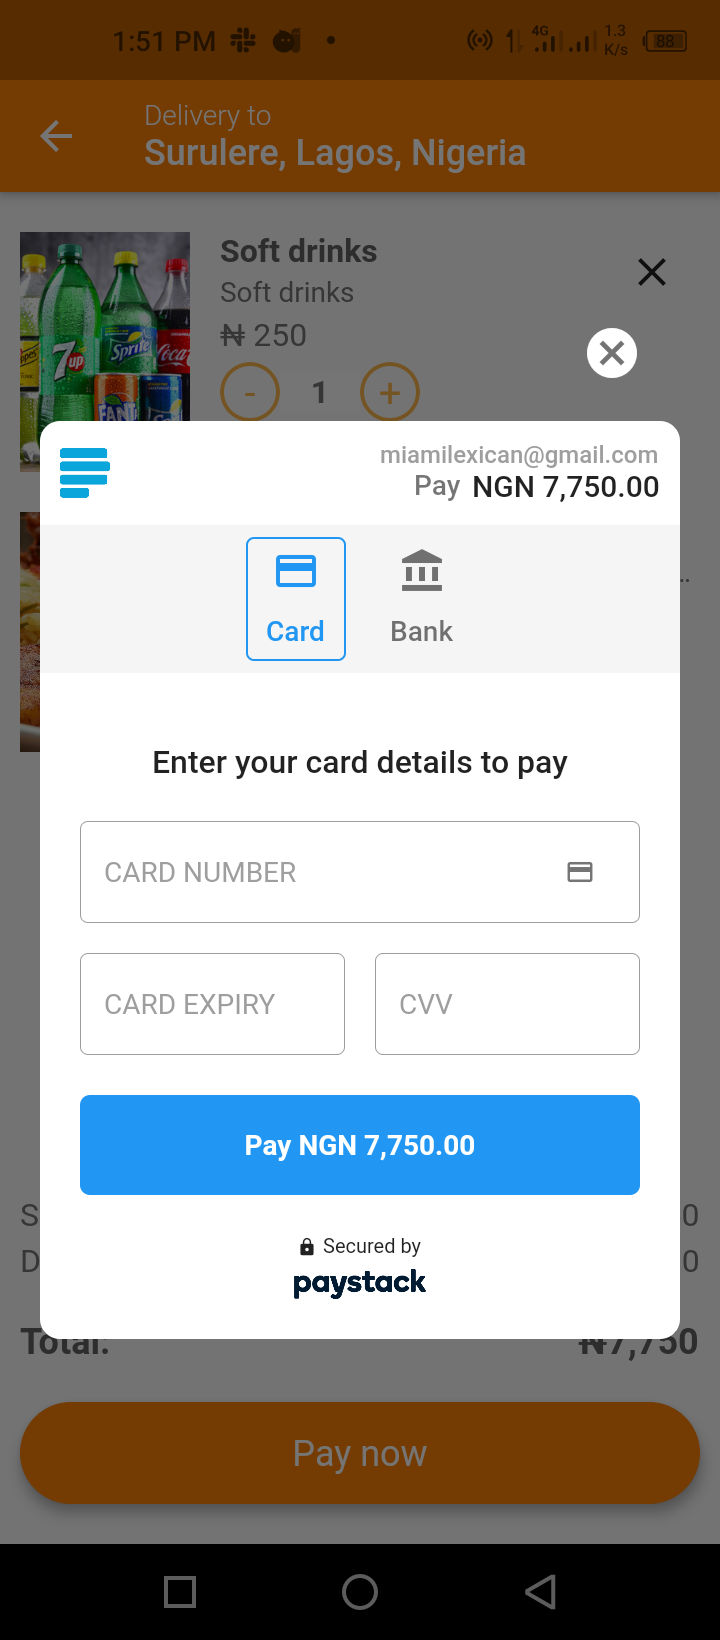 1:51 PM
4G
1.3
K/s
88
Delivery to
Surulere, Lagos, Nigeria
Soft drinks
Soft drinks
₦ 250
- 1 +
7up
Sprite
Coca
FANT
miamilexican@gmail.com
Pay NGN 7,750.00
..
Card
Bank
Enter your card details to pay
CARD NUMBER
CARD EXPIRY
CVV
Pay NGN 7,750.00
S 0
D 0
Secured by
paystack
Total: ₦7,750
Pay now